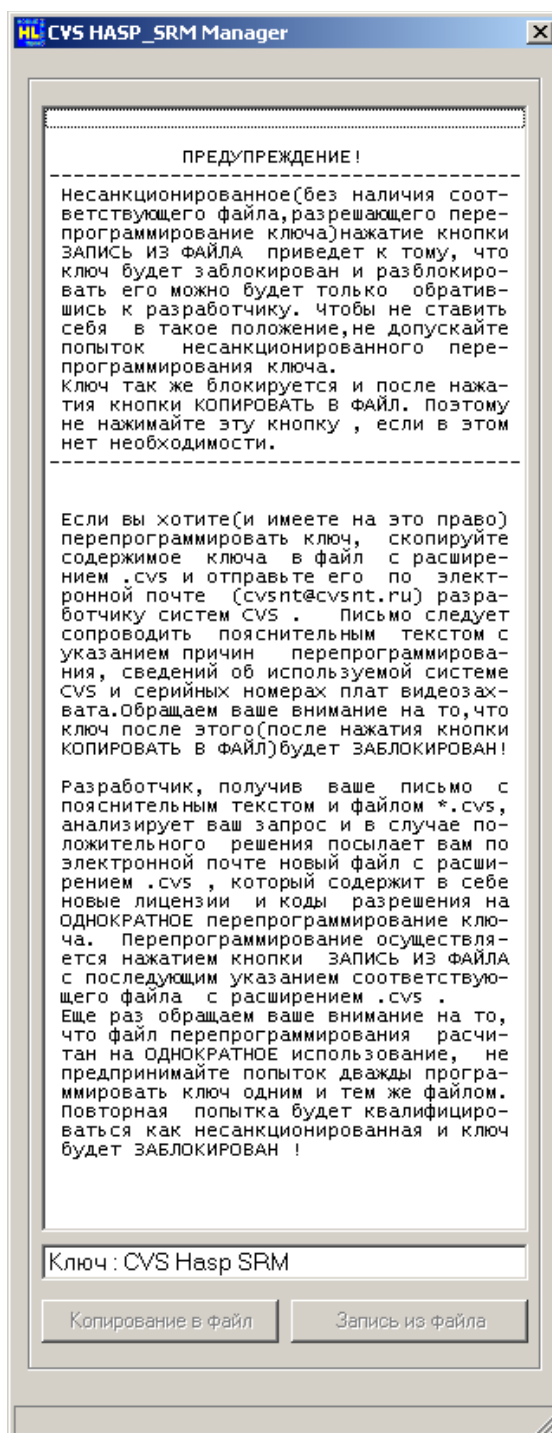 HL CVS HASP_SRM Manager
ПРЕДУПРЕЖДЕНИЕ!
----------------------------------------
Несанкционированное(без наличия соот-
ветствующего файла,разрешающего пере-
программирование ключа)нажатие кнопки
ЗАПИСЬ ИЗ ФАЙЛА приведет к тому, что
ключ будет заблокирован и разблокиро-
вать его можно будет только обратив-
шись к разработчику. Чтобы не ставить
себя в такое положение,не допускайте
попыток несанкционированного пере-
программирования ключа.
Ключ так же блокируется и после нажа-
тия кнопки КОПИРОВАТЬ В ФАЙЛ. Поэтому
не нажимайте эту кнопку , если в этом
нет необходимости.
----------------------------------------
Если вы хотите(и имеете на это право)
перепрограммировать ключ, скопируйте
содержимое ключа в файл с расшире-
нием .cvs и отправьте его по элект-
ронной почте (cvsnt@cvsnt.ru) разра-
ботчику систем CVS . Письмо следует
сопроводить пояснительным текстом с
указанием причин перепрограммирова-
ния, сведений об используемой системе
CVS и серийных номерах плат видеозах-
вата.Обращаем ваше внимание на то,что
ключ после этого(после нажатия кнопки
КОПИРОВАТЬ В ФАЙЛ)будет ЗАБЛОКИРОВАН!
Разработчик, получив ваше письмо с
пояснительным текстом и файлом *.cvs,
анализирует ваш запрос и в случае по-
ложительного решения посылает вам по
электронной почте новый файл с расши-
рением .cvs , который содержит в себе
новые лицензии и коды разрешения на
ОДНОКРАТНОЕ перепрограммирование клю-
ча. Перепрограммирование осуществля-
ется нажатием кнопки ЗАПИСЬ ИЗ ФАЙЛА
с последующим указанием соответствую-
щего файла с расширением .cvs .
Еще раз обращаем ваше внимание на то,
что файл перепрограммирования расчи-
тан на ОДНОКРАТНОЕ использование, не
предпринимайте попыток дважды програ-
ммировать ключ одним и тем же файлом.
Повторная попытка будет квалифициро-
ваться как несанкционированная и ключ
будет ЗАБЛОКИРОВАН !
Ключ : CVS Hasp SRM
Копирование в файл Запись из файла